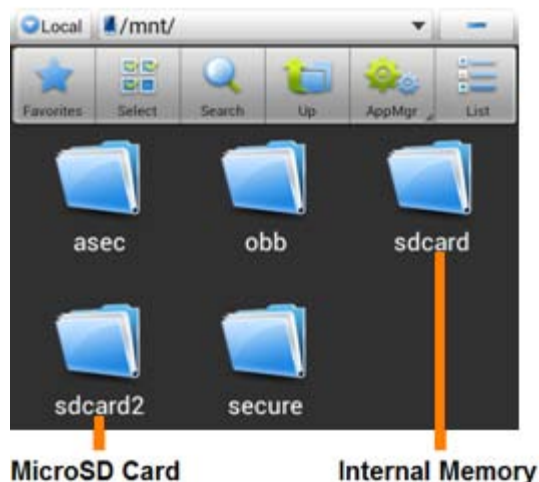 Local /mnt/
Favorites Select Search Up AppMgr List
asec obb sdcard
sdcard2 secure
MicroSD Card Internal Memory